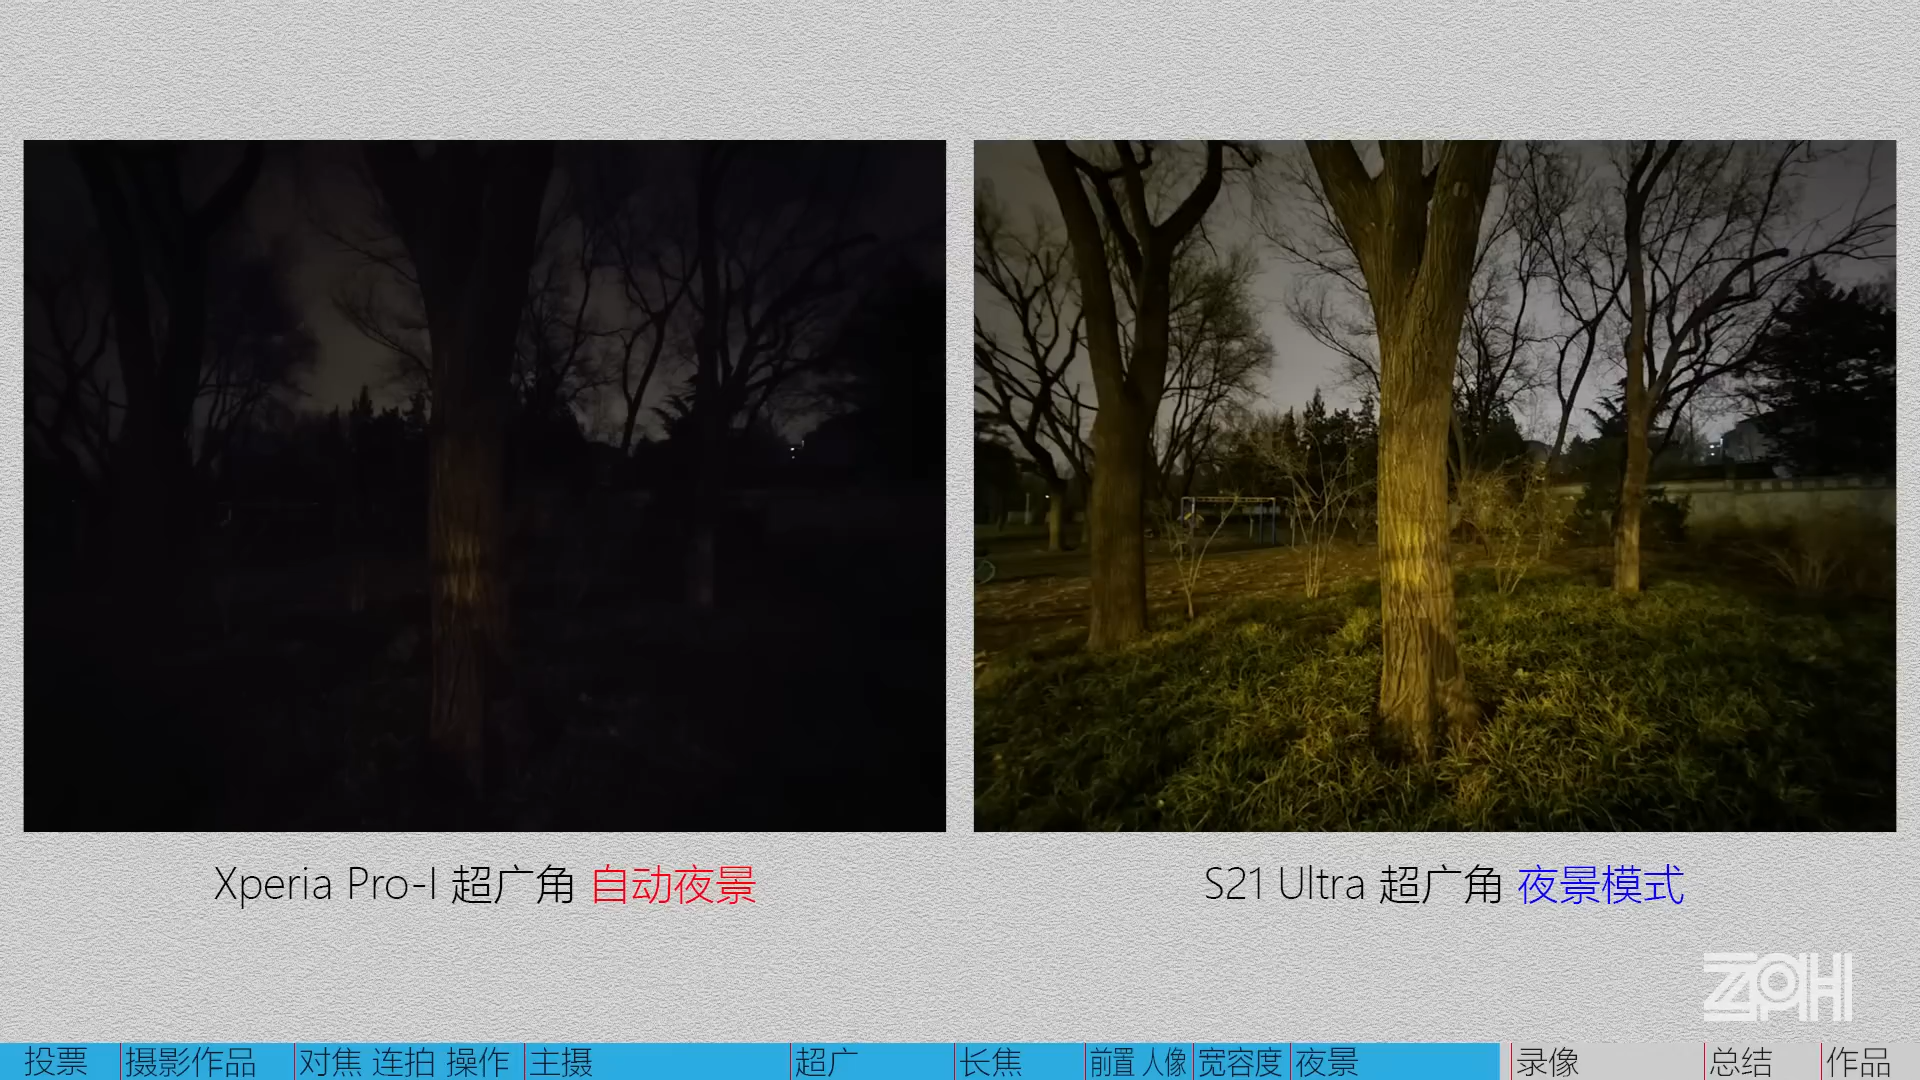 Xperia Pro-I 超广角 自动夜景
S21 Ultra 超广角 夜景模式
ZPH
投票 摄影作品 对焦 连拍 操作 主摄 超广 长焦 前置 人像 宽容度 夜景 录像 总结 作品